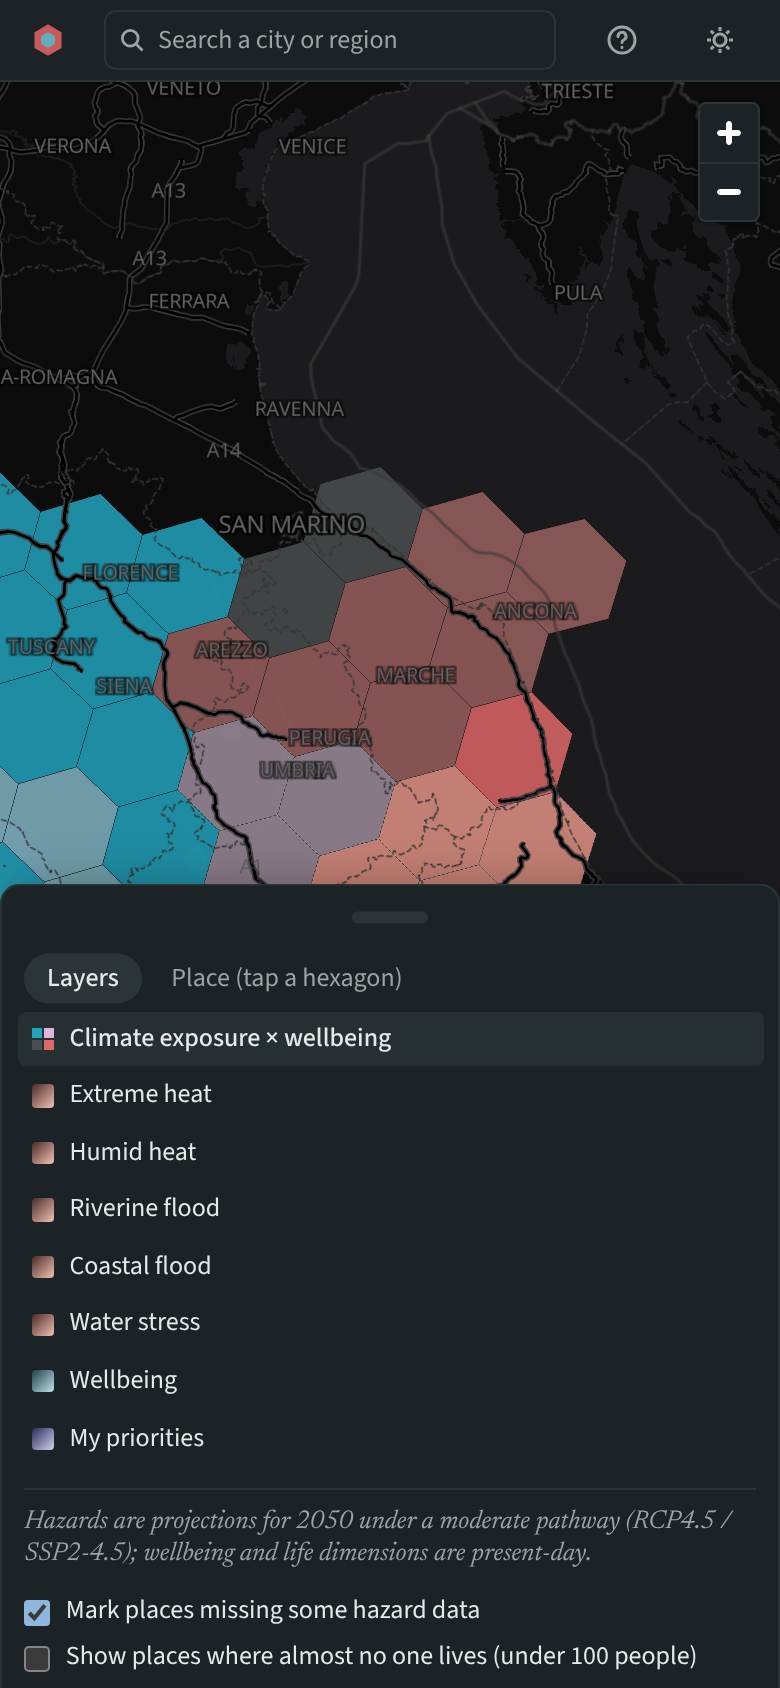 Search a city or region
VENETO
TRIESTE
VERONA
VENICE
A13
A13
PULA
FERRARA
A-ROMAGNA
RAVENNA
A14
SAN MARINO
FLORENCE
ANCONA
TUSCANY
AREZZO
MARCHE
SIENA
PERUGIA
UMBRIA
A1
Layers
Place (tap a hexagon)
Climate exposure × wellbeing
Extreme heat
Humid heat
Riverine flood
Coastal flood
Water stress
Wellbeing
My priorities
Hazards are projections for 2050 under a moderate pathway (RCP4.5 /
SSP2-4.5); wellbeing and life dimensions are present-day.
Mark places missing some hazard data
Show places where almost no one lives (under 100 people)